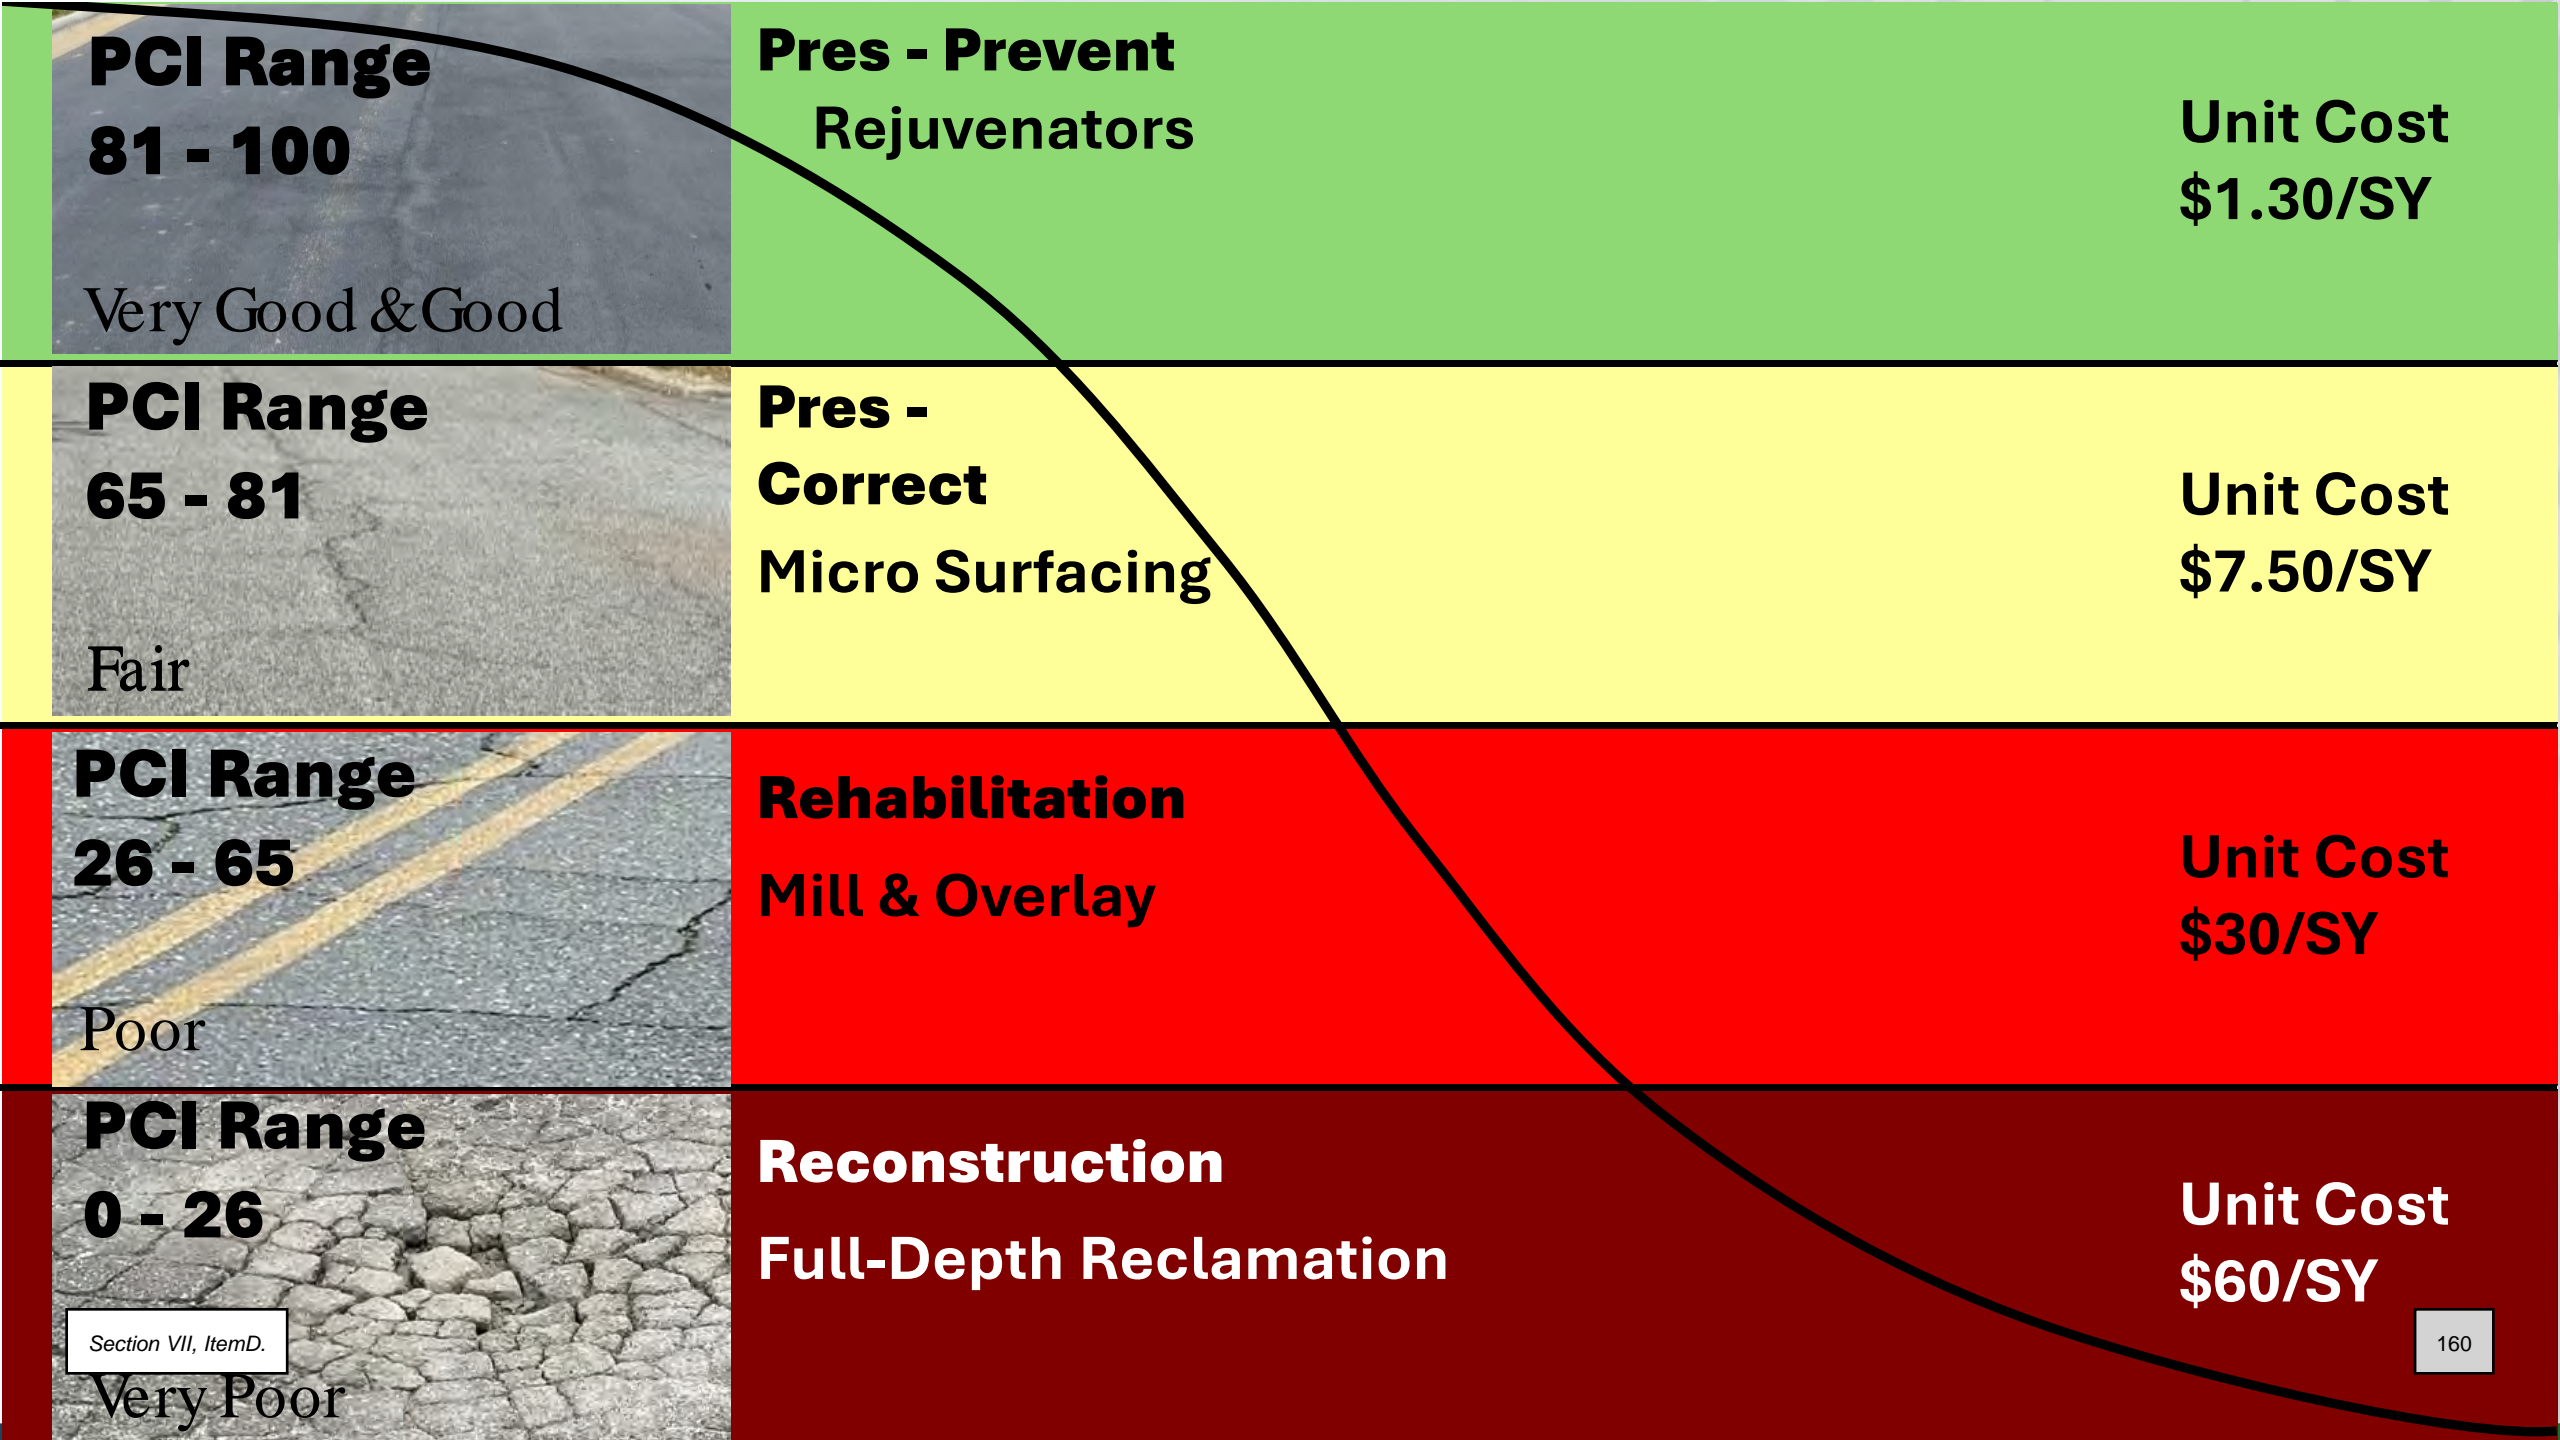 PCI Range
81 - 100
Very Good & Good
Pres - Prevent
Rejuvenators
Unit Cost
$1.30/SY
PCI Range
65 - 81
Fair
Pres -
Correct
Micro Surfacing
Unit Cost
$7.50/SY
PCI Range
26 - 65
Poor
Rehabilitation
Mill & Overlay
Unit Cost
$30/SY
PCI Range
0 - 26
Very Poor
Reconstruction
Full-Depth Reclamation
Unit Cost
$60/SY
Section VII, ItemD.
160